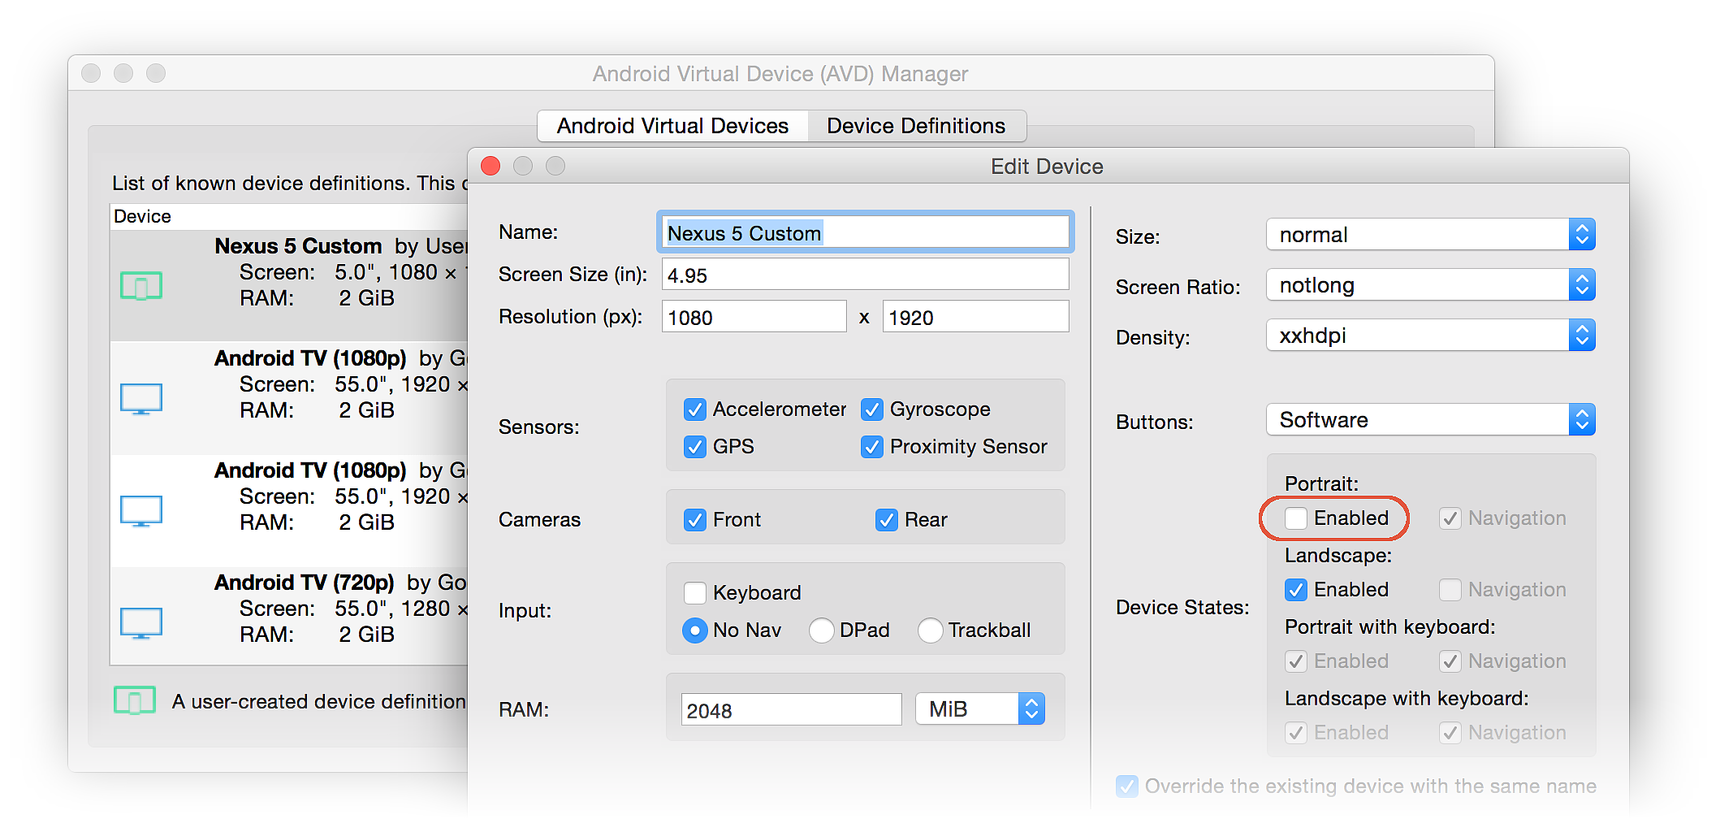 Android Virtual Device (AVD) Manager
Android Virtual Devices
Device Definitions
List of known device definitions. This
Device
Nexus 5 Custom by User
Screen: 5.0", 1080 ×
RAM: 2 GiB
Android TV (1080p) by Go
Screen: 55.0", 1920 ×
RAM: 2 GiB
Android TV (1080p) by G
Screen: 55.0", 1920 ×
RAM: 2 GiB
Android TV (720p) by Go
Screen: 55.0", 1280 ×
RAM: 2 GiB
A user-created device definition
Edit Device
Name: Nexus 5 Custom
Screen Size (in): 4.95
Resolution (px): 1080 x 1920
Sensors:
Accelerometer Gyroscope
GPS Proximity Sensor
Cameras Front Rear
Input:
Keyboard
No Nav DPad Trackball
RAM: 2048 MiB
Size: normal
Screen Ratio: notlong
Density: xxhdpi
Buttons: Software
Device States:
Portrait:
Enabled Navigation
Landscape:
Enabled Navigation
Portrait with keyboard:
Enabled Navigation
Landscape with keyboard:
Enabled Navigation
Override the existing device with the same name